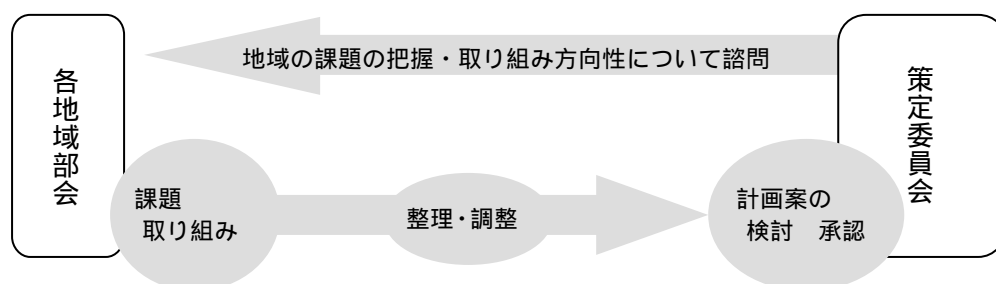 地域の課題の把握・取り組み方向性について諮問
各地域部会
策定委員会
課題
取り組み
整理・調整
計画案の
検討　承認